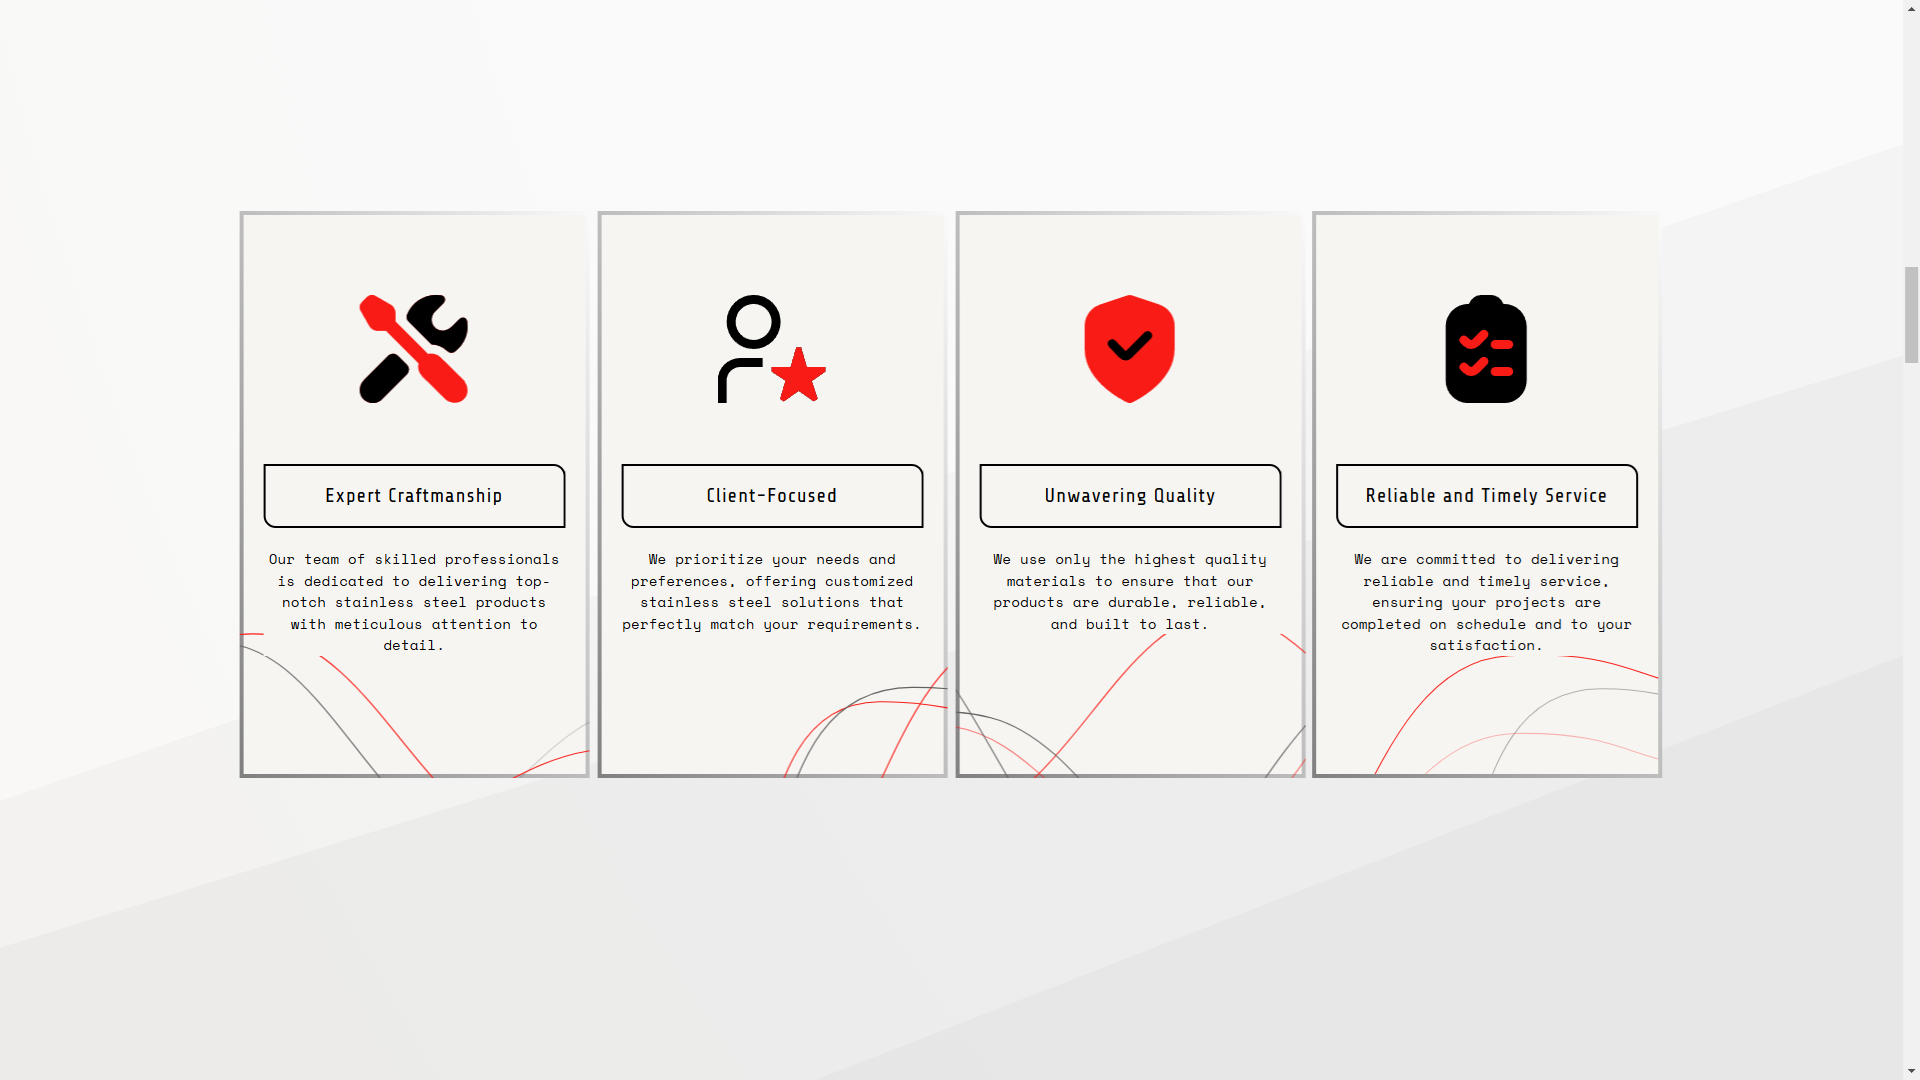 Expert Craftmanship
Our team of skilled professionals
is dedicated to delivering top-
notch stainless steel products
with meticulous attention to
detail.
Client-Focused
We prioritize your needs and
preferences, offering customized
stainless steel solutions that
perfectly match your requirements.
Unwavering Quality
We use only the highest quality
materials to ensure that our
products are durable, reliable,
and built to last.
Reliable and Timely Service
We are committed to delivering
reliable and timely service,
ensuring your projects are
completed on schedule and to your
satisfaction.